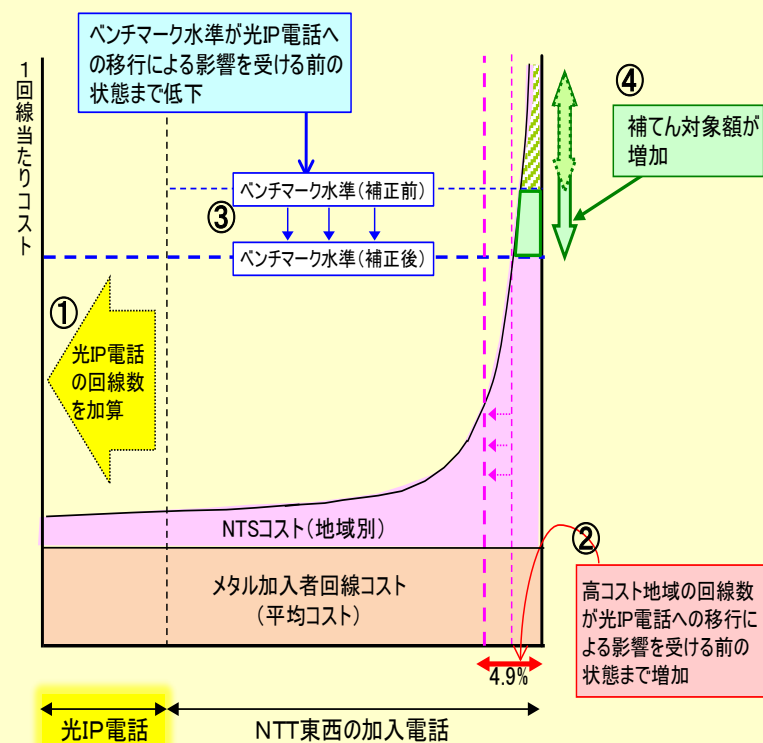 ベンチマーク水準が光IP電話へ
の移行による影響を受ける前の
状態まで低下
1回線当たりコスト
④
補てん対象額が
増加
ベンチマーク水準(補正前)
③
ベンチマーク水準(補正後)
①
光IP電話
の回線数
を加算
NTSコスト(地域別)
②
メタル加入者回線コスト
(平均コスト)
高コスト地域の回線数
が光IP電話への移行に
よる影響を受ける前の
状態まで増加
4.9%
光IP電話
NTT東西の加入電話